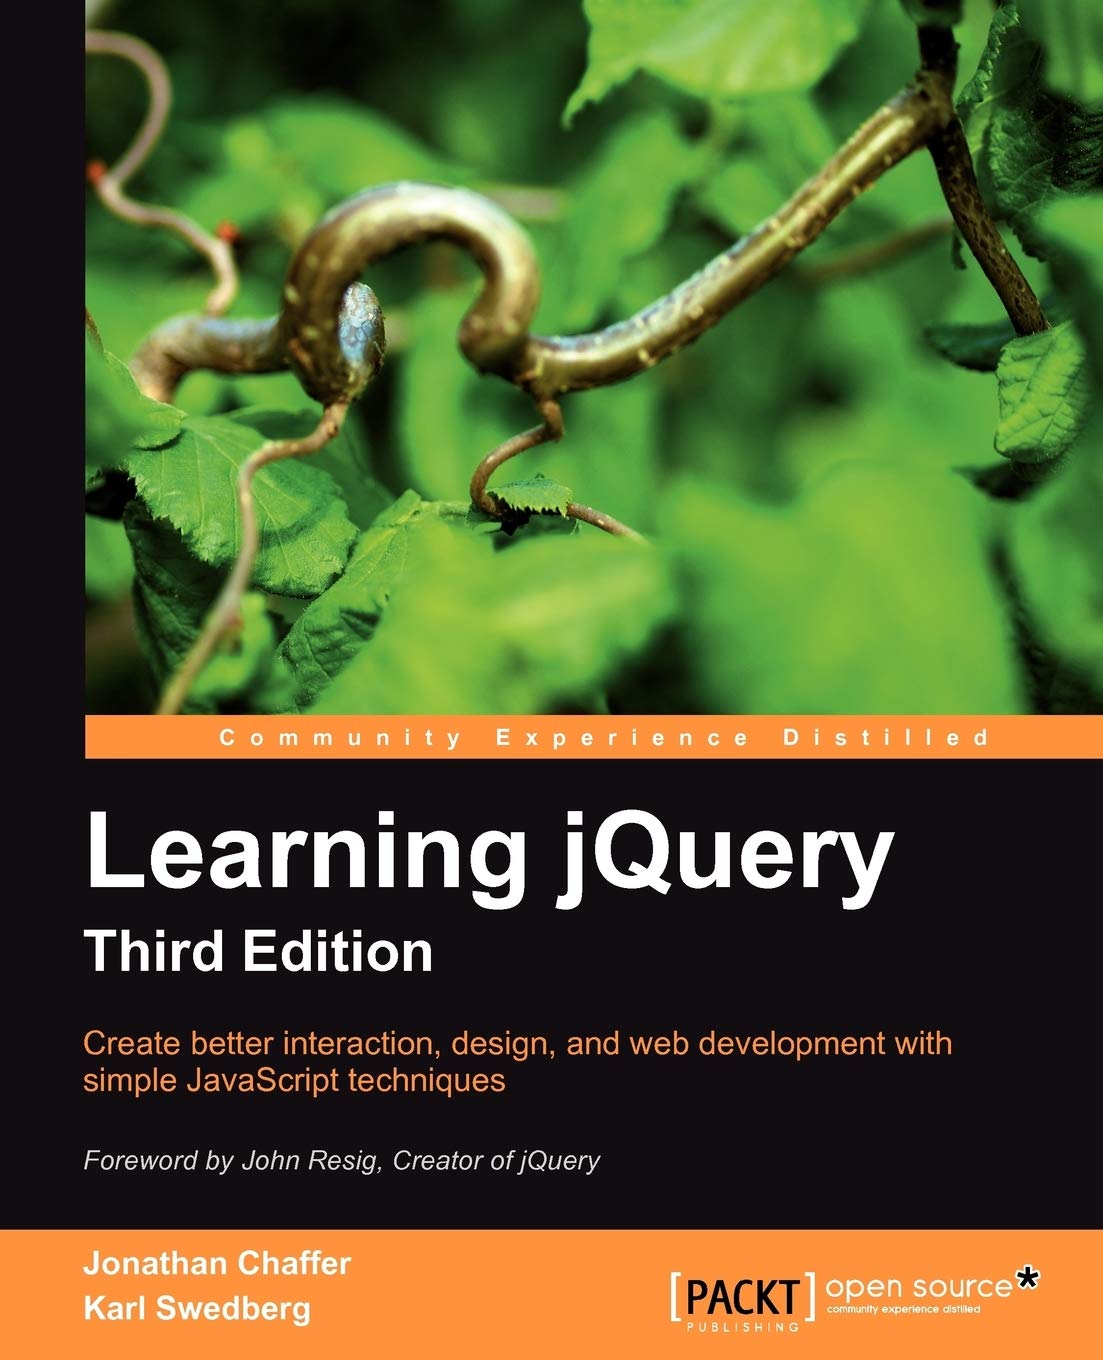 Community Experience Distilled
Learning jQuery
Third Edition
Create better interaction, design, and web development with
simple JavaScript techniques
Foreword by John Resig, Creator of jQuery
Jonathan Chaffer
Karl Swedberg
[PACKT]
PUBLISHING
open source*
community experience distilled